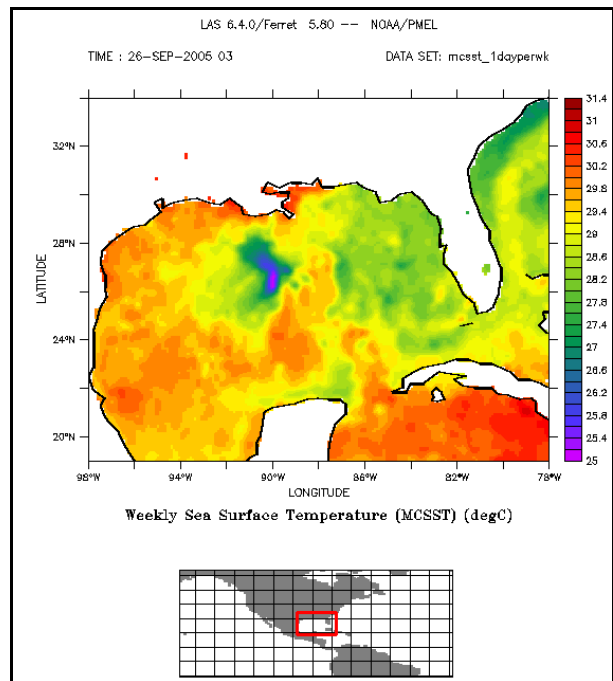 LAS 6.4.0/Ferret 5.80 -- NOAA/PMEL
TIME : 26-SEP-2005 03 DATA SET: mcsst_1dayperwk
31.4
31
30.6
30.2
29.8
29.4
29
28.6
28.2
27.8
27.4
27
26.6
26.2
25.8
25.4
25
32°N
28°N
24°N
20°N
LATITUDE
98°W 94°W 90°W 86°W 82°W 78°W
LONGITUDE
Weekly Sea Surface Temperature (MCSST) (degC)